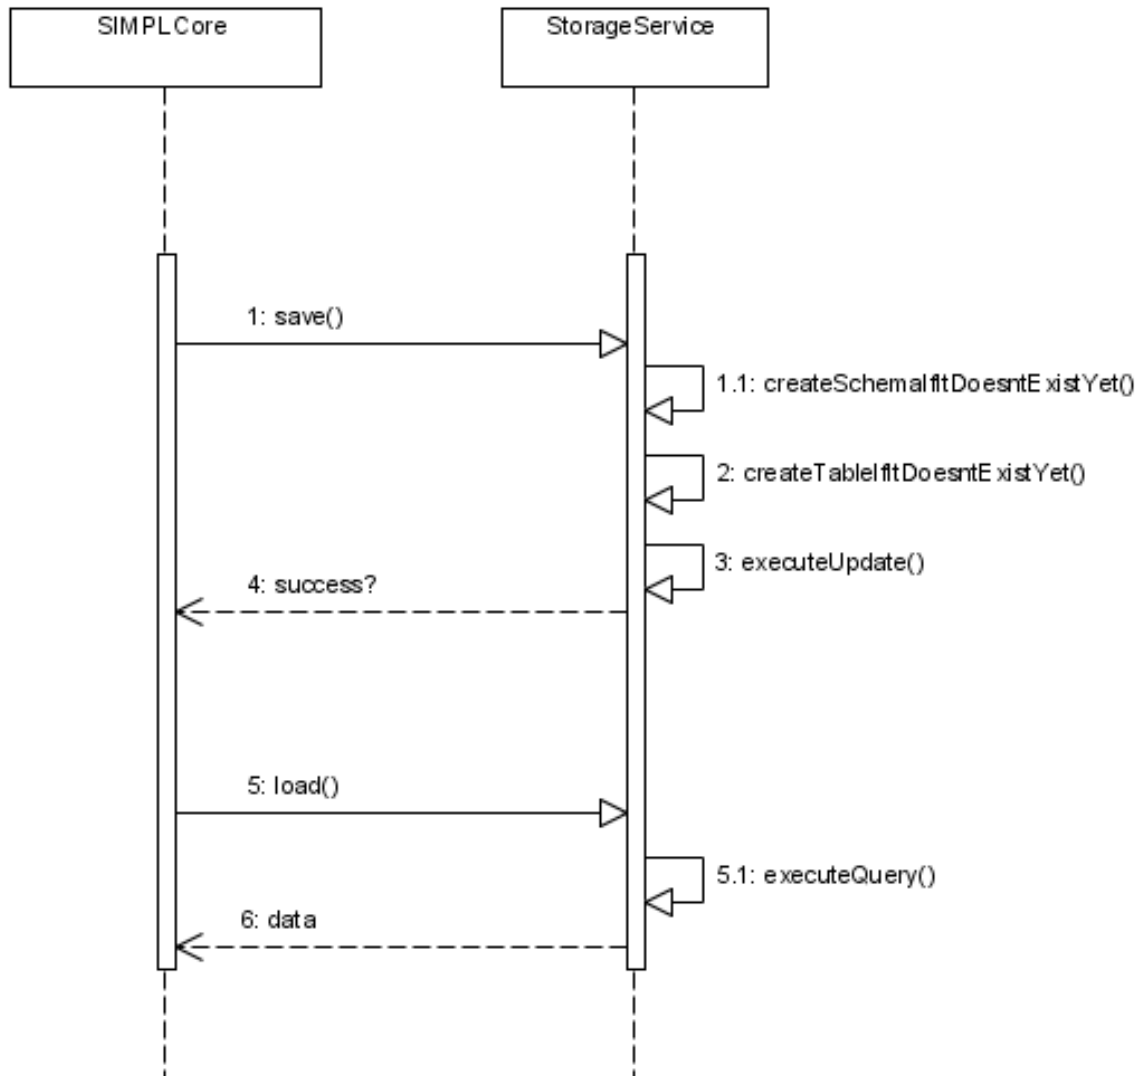 SIMPLCore
StorageService
1: save()
1.1: createSchemaIfItDoesntExistYet()
2: createTableIfItDoesntExistYet()
3: executeUpdate()
4: success?
5: load()
5.1: executeQuery()
6: data